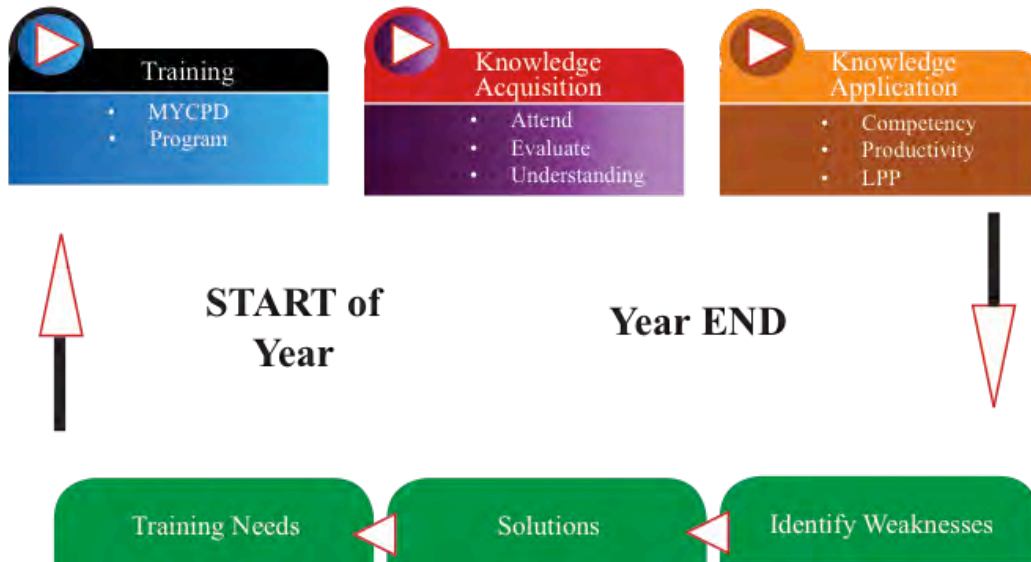 Training
• MYCPD
• Program
Knowledge
Acquisition
• Attend
• Evaluate
• Understanding
Knowledge
Application
• Competency
• Productivity
• LPP
START of
Year
Year END
Training Needs
Solutions
Identify Weaknesses